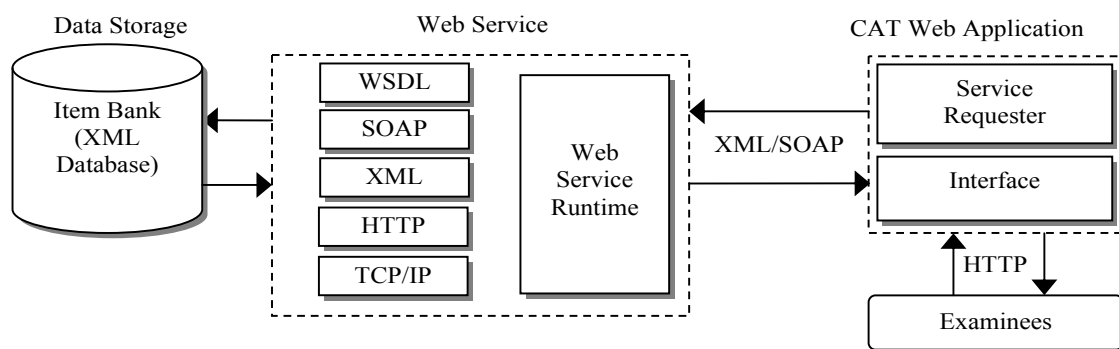 Data Storage
Item Bank
(XML
Database)
Web Service
WSDL
SOAP
XML
HTTP
TCP/IP
Web
Service
Runtime
XML/SOAP
CAT Web Application
Service
Requester
Interface
HTTP
Examinees